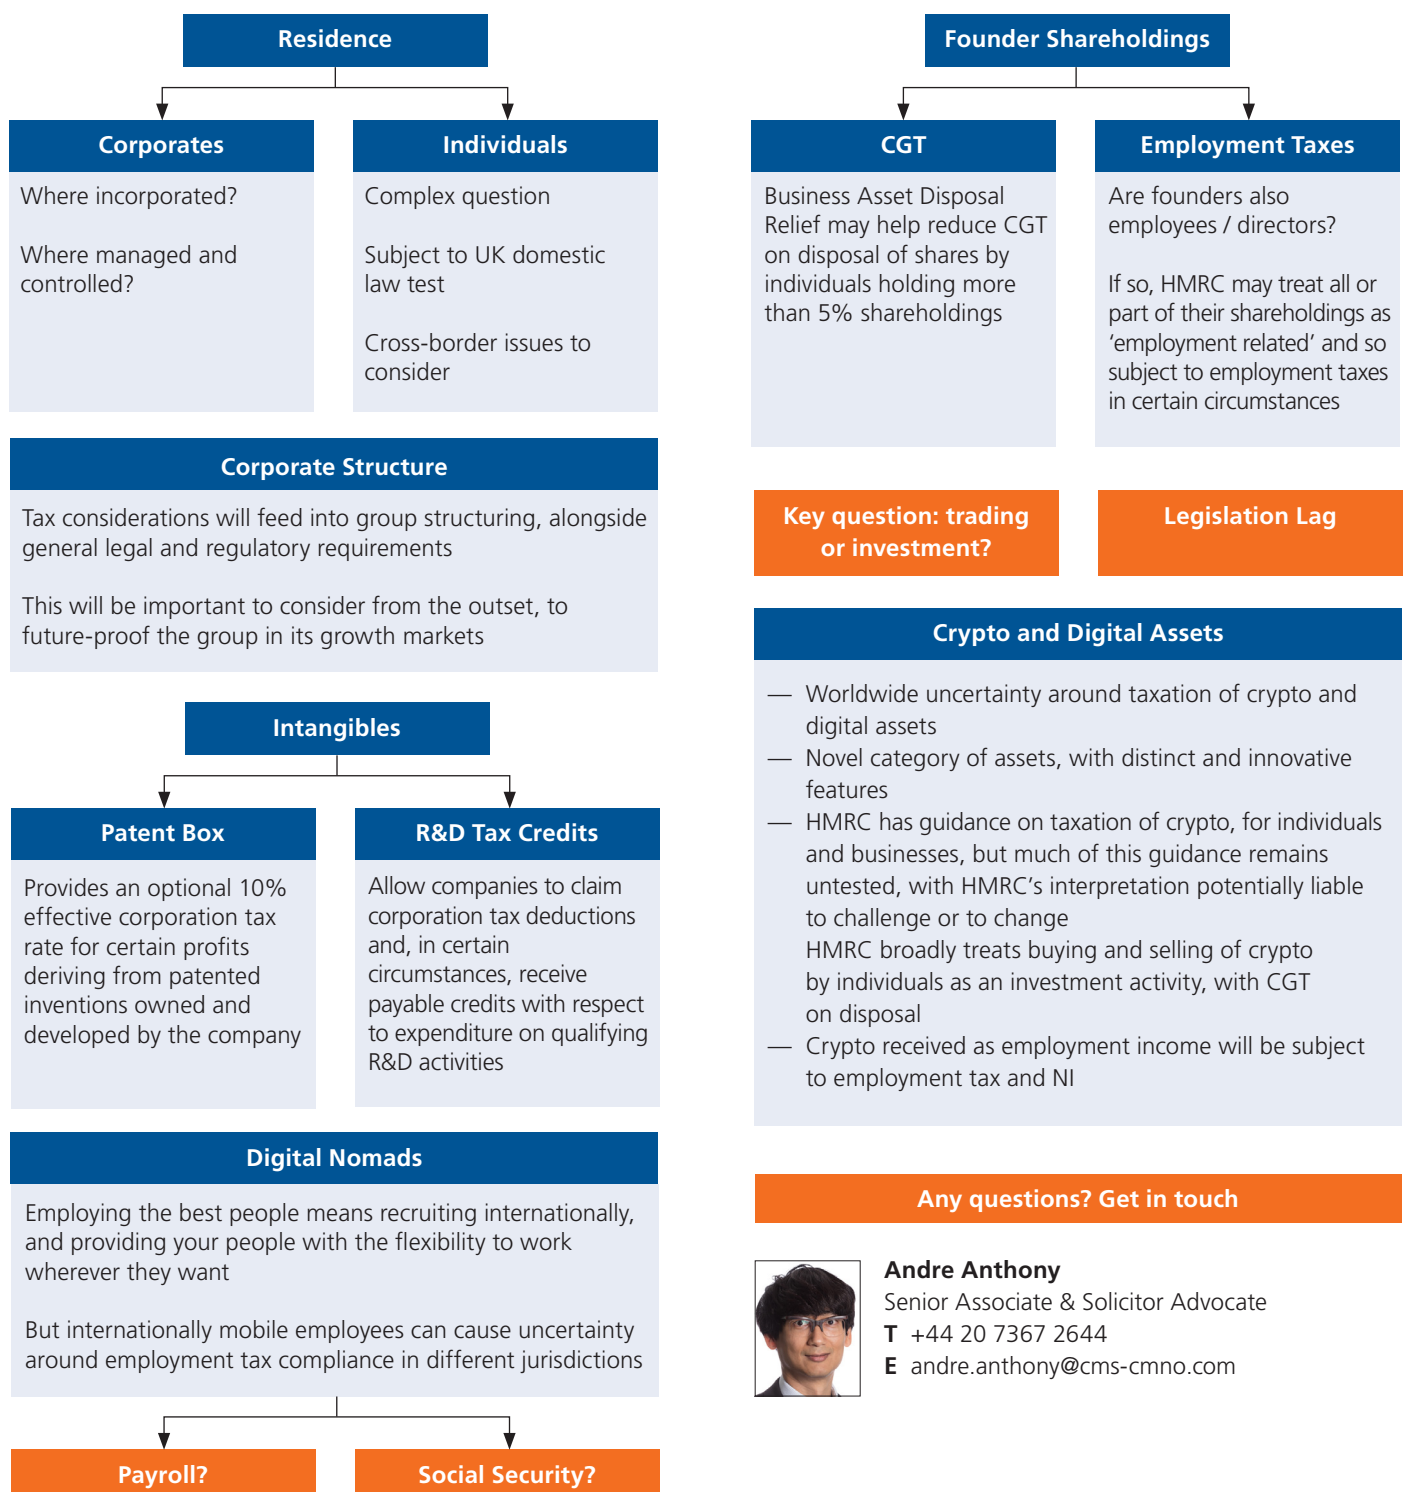 Residence
Corporates
Where incorporated?
Where managed and
controlled?
Individuals
Complex question
Subject to UK domestic
law test
Cross-border issues to
consider
Corporate Structure
Tax considerations will feed into group structuring, alongside
general legal and regulatory requirements
This will be important to consider from the outset, to
future-proof the group in its growth markets
Intangibles
Patent Box
Provides an optional 10%
effective corporation tax
rate for certain profits
deriving from patented
inventions owned and
developed by the company
R&D Tax Credits
Allow companies to claim
corporation tax deductions
and, in certain
circumstances, receive
payable credits with respect
to expenditure on qualifying
R&D activities
Digital Nomads
Employing the best people means recruiting internationally,
and providing your people with the flexibility to work
wherever they want
But internationally mobile employees can cause uncertainty
around employment tax compliance in different jurisdictions
Payroll?
Social Security?
Founder Shareholdings
CGT
Business Asset Disposal
Relief may help reduce CGT
on disposal of shares by
individuals holding more
than 5% shareholdings
Employment Taxes
Are founders also
employees / directors?
If so, HMRC may treat all or
part of their shareholdings as
‘employment related’ and so
subject to employment taxes
in certain circumstances
Key question: trading
or investment?
Legislation Lag
Crypto and Digital Assets
— Worldwide uncertainty around taxation of crypto and
digital assets
— Novel category of assets, with distinct and innovative
features
— HMRC has guidance on taxation of crypto, for individuals
and businesses, but much of this guidance remains
untested, with HMRC’s interpretation potentially liable
to challenge or to change
HMRC broadly treats buying and selling of crypto
by individuals as an investment activity, with CGT
on disposal
— Crypto received as employment income will be subject
to employment tax and NI
Any questions? Get in touch
Andre Anthony
Senior Associate & Solicitor Advocate
T +44 20 7367 2644
E andre.anthony@cms-cmno.com